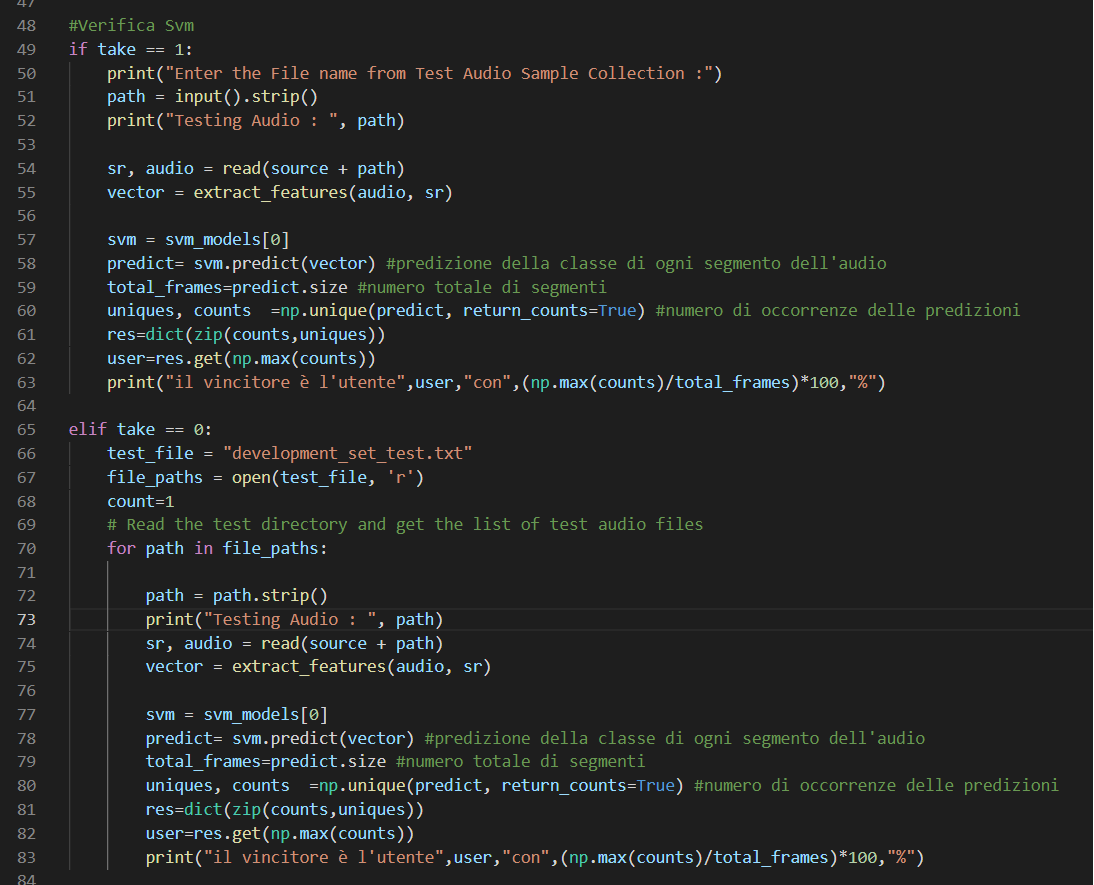 47
48 #Verifica Svm
49 if take == 1:
50 print("Enter the File name from Test Audio Sample Collection :")
51 path = input().strip()
52 print("Testing Audio : ", path)
53
54 sr, audio = read(source + path)
55 vector = extract_features(audio, sr)
56
57 svm = svm_models[0]
58 predict= svm.predict(vector) #predizione della classe di ogni segmento dell'audio
59 total_frames=predict.size #numero totale di segmenti
60 uniques, counts  =np.unique(predict, return_counts=True) #numero di occorrenze delle predizioni
61 res=dict(zip(counts,uniques))
62 user=res.get(np.max(counts))
63 print("il vincitore è l'utente",user,"con",(np.max(counts)/total_frames)*100,"%")
64
65 elif take == 0:
66 test_file = "development_set_test.txt"
67 file_paths = open(test_file, 'r')
68 count=1
69 # Read the test directory and get the list of test audio files
70 for path in file_paths:
71
72 path = path.strip()
73 print("Testing Audio : ", path)
74 sr, audio = read(source + path)
75 vector = extract_features(audio, sr)
76
77 svm = svm_models[0]
78 predict= svm.predict(vector) #predizione della classe di ogni segmento dell'audio
79 total_frames=predict.size #numero totale di segmenti
80 uniques, counts  =np.unique(predict, return_counts=True) #numero di occorrenze delle predizioni
81 res=dict(zip(counts,uniques))
82 user=res.get(np.max(counts))
83 print("il vincitore è l'utente",user,"con",(np.max(counts)/total_frames)*100,"%")
84